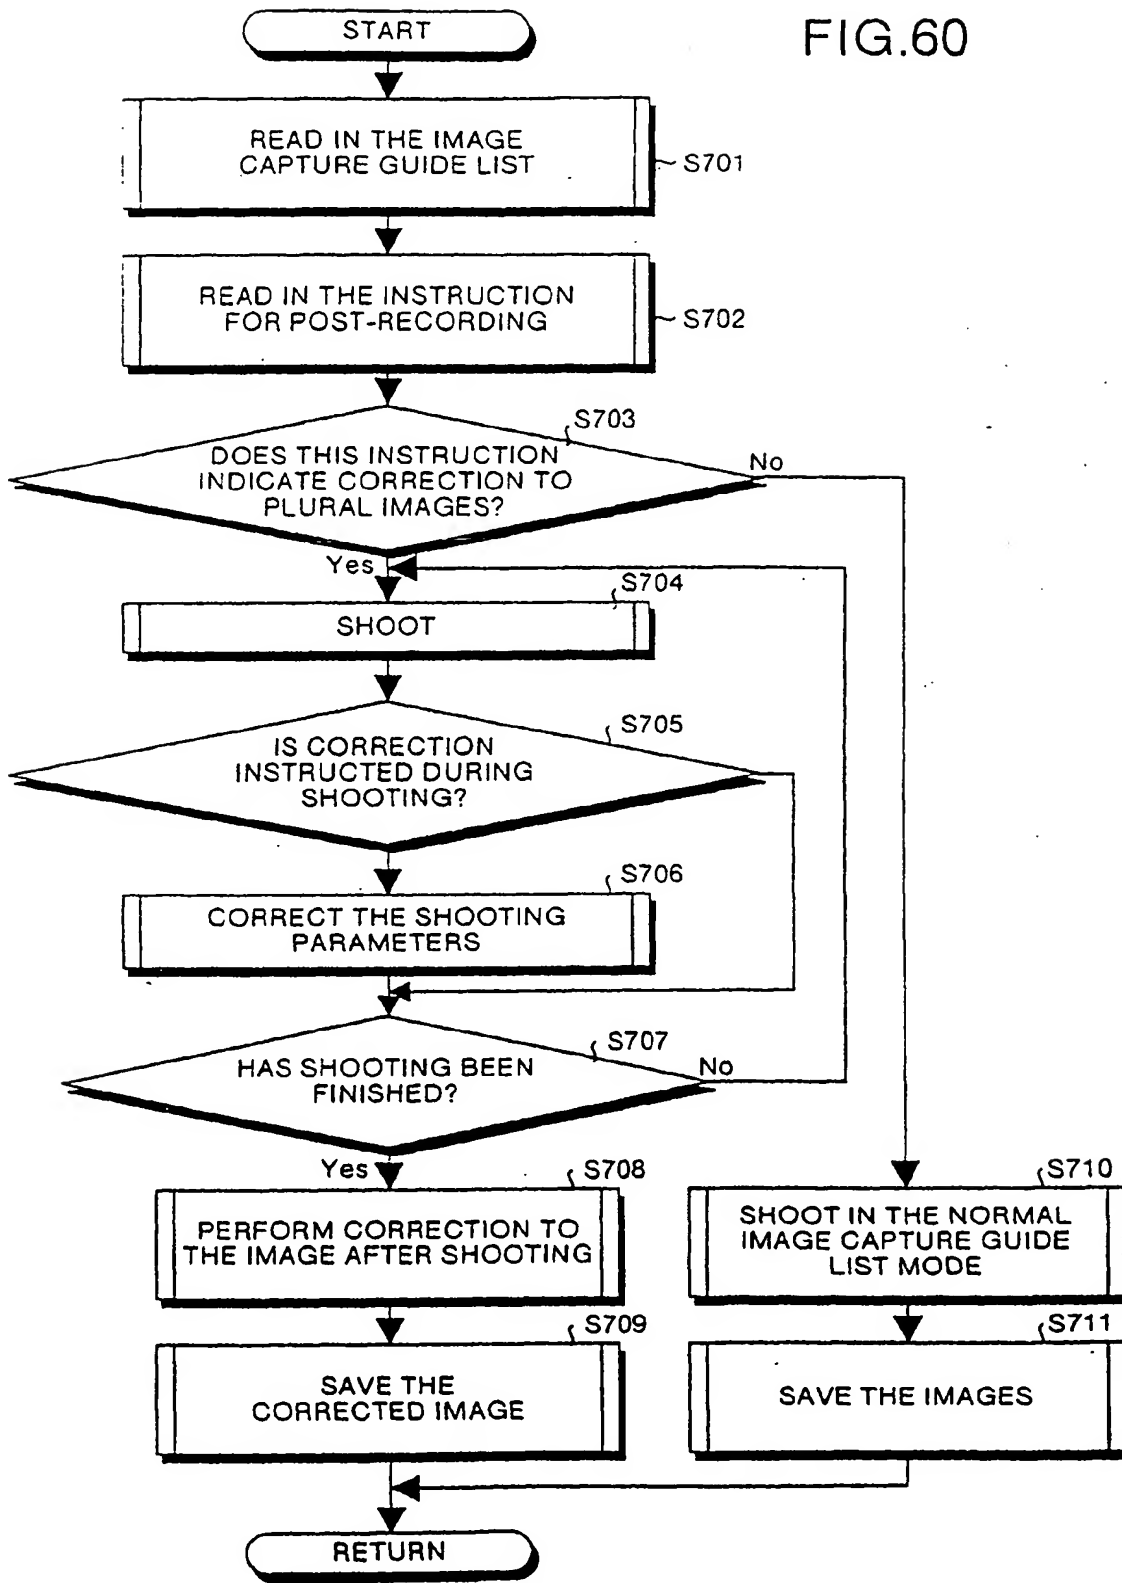 START
FIG.60
READ IN THE IMAGE
CAPTURE GUIDE LIST
S701
READ IN THE INSTRUCTION
FOR POST-RECORDING
S702
S703
DOES THIS INSTRUCTION
INDICATE CORRECTION TO
PLURAL IMAGES?
No
Yes
S704
SHOOT
S705
IS CORRECTION
INSTRUCTED DURING
SHOOTING?
S706
CORRECT THE SHOOTING
PARAMETERS
S707
HAS SHOOTING BEEN
FINISHED?
No
Yes
S708
PERFORM CORRECTION TO
THE IMAGE AFTER SHOOTING
S710
SHOOT IN THE NORMAL
IMAGE CAPTURE GUIDE
LIST MODE
S709
SAVE THE
CORRECTED IMAGE
S711
SAVE THE IMAGES
RETURN